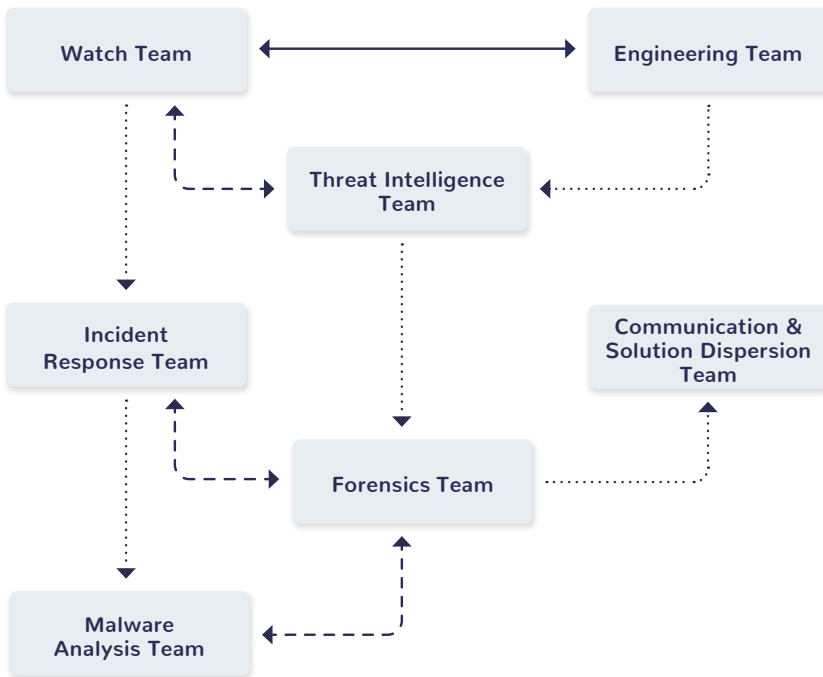 Watch Team
Engineering Team
Threat Intelligence
Team
Incident
Response Team
Communication &
Solution Dispersion
Team
Forensics Team
Malware
Analysis Team